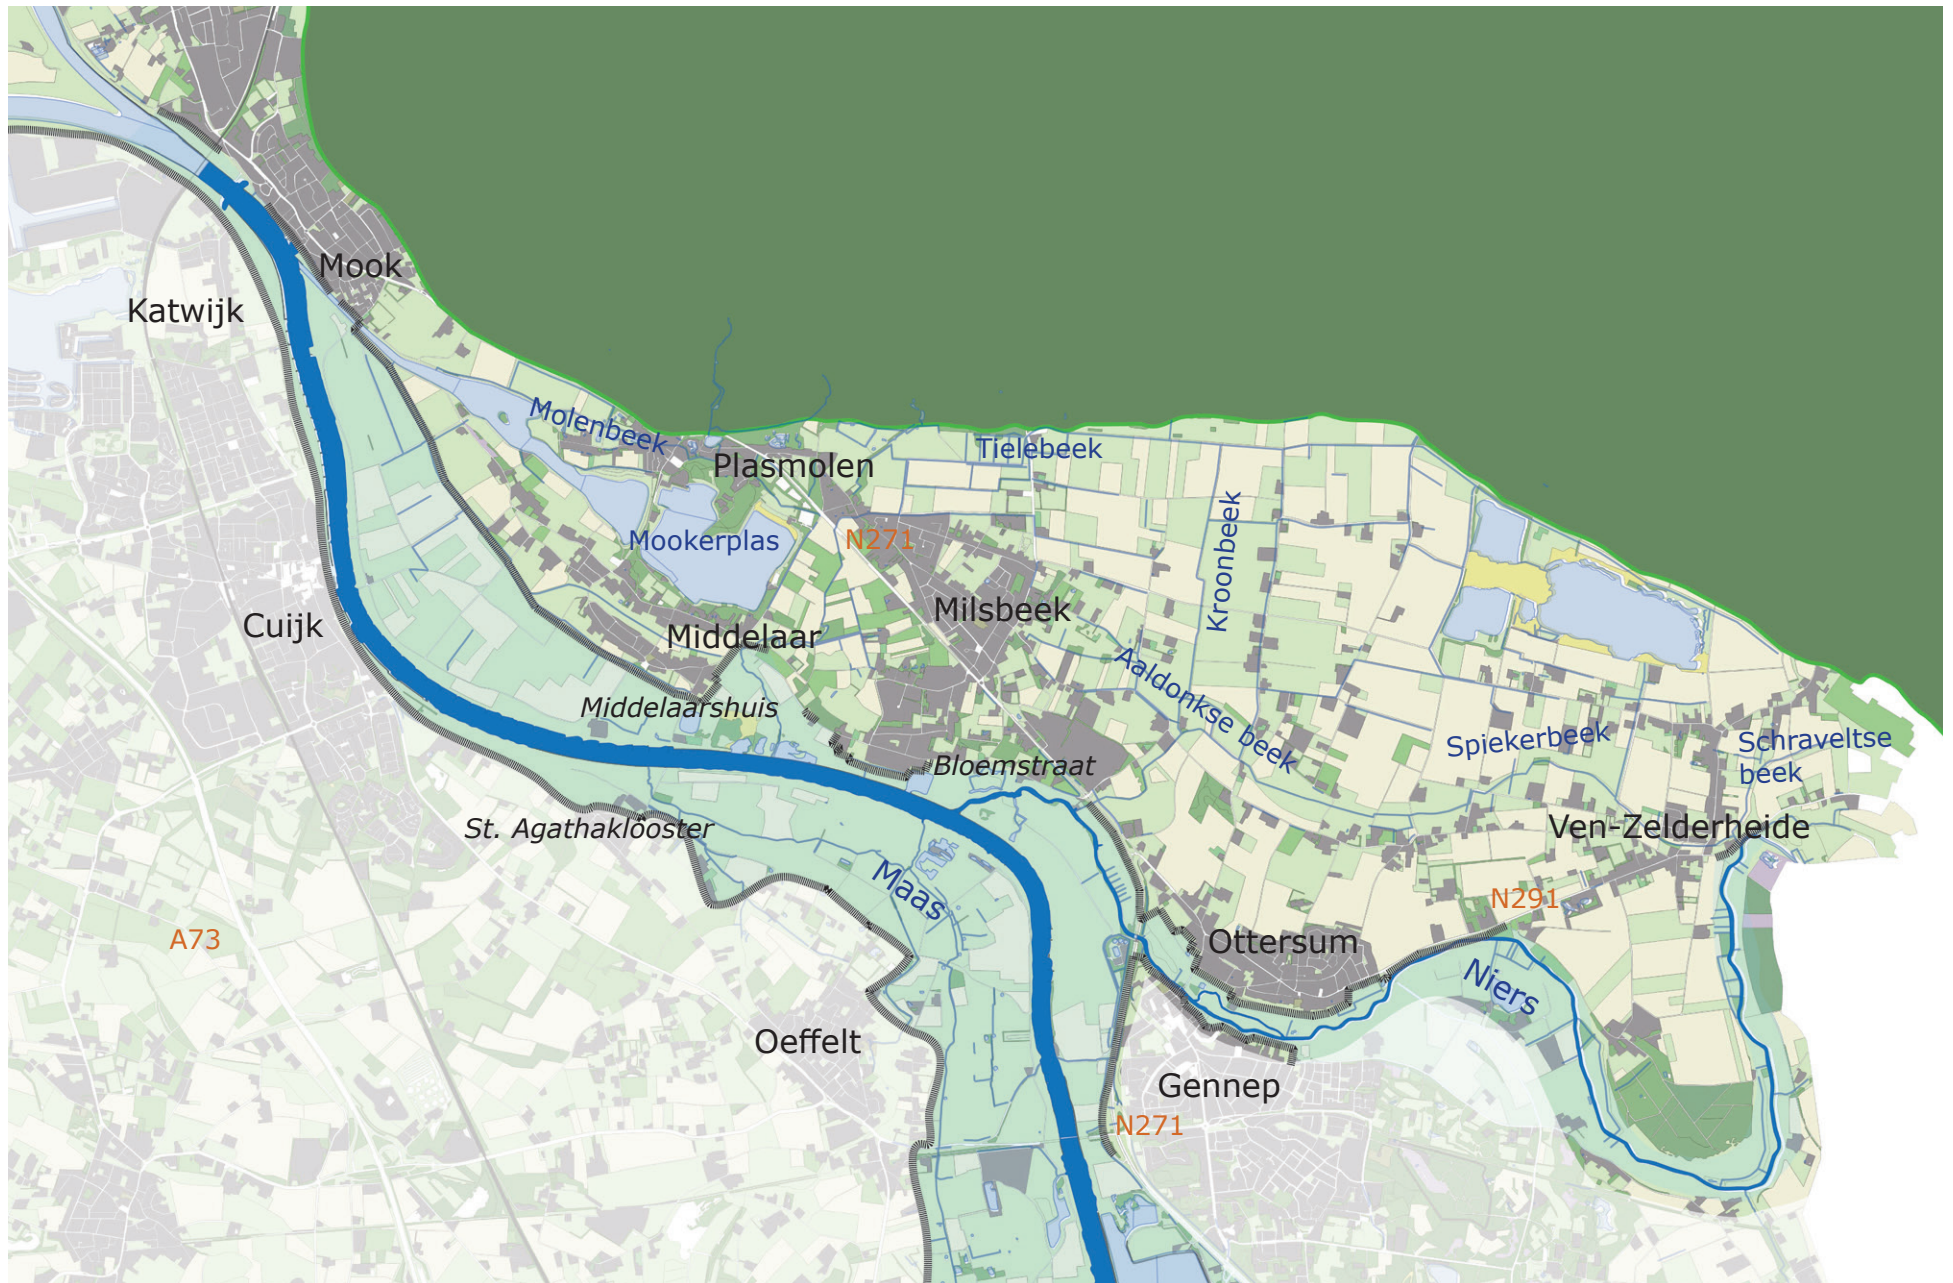 Mook
Katwijk
Molenbeek
Tielebeek
Plasmolen
Mookerplas
N271
Kroonbeek
Milsbeek
Cuijk
Middelaar
Aaldonkse beek
Middelaarshuis
Spiekerbeek
Schraveltse
beek
Bloemstraat
St. Agathaklooster
Ven-Zelderheide
Maas
N291
A73
Ottersum
Niers
Oeffelt
Gennep
N271